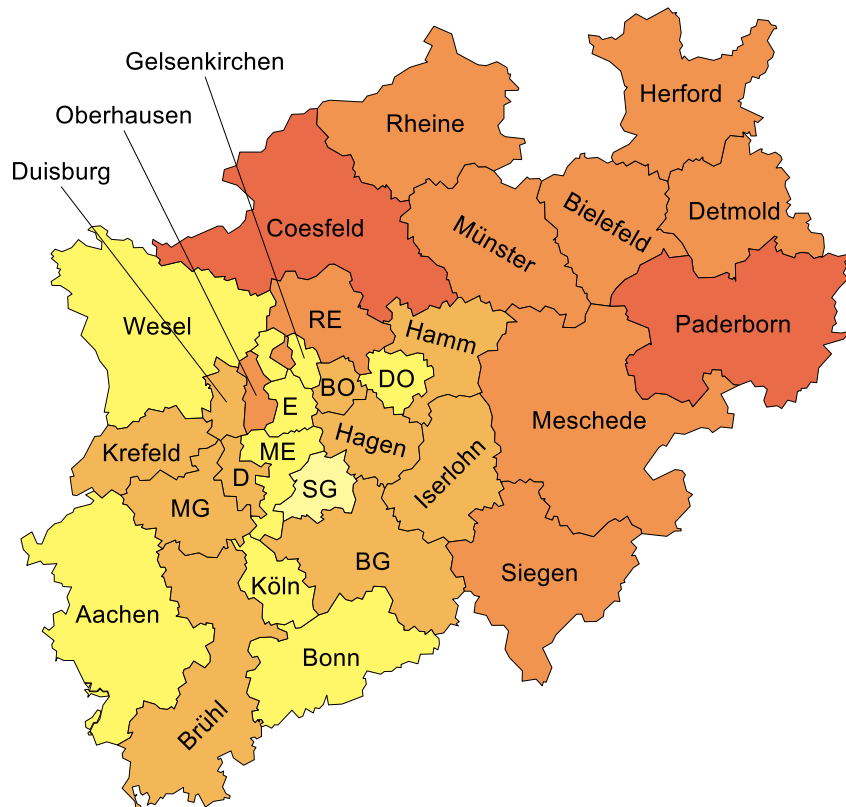 Gelsenkirchen
Herford
Oberhausen
Rheine
Duisburg
Coesfeld
Münster
Bielefeld
Detmold
Wesel
RE
Hamm
Paderborn
BO
DO
E
Meschede
Krefeld
ME
Hagen
D
SG
Iserlohn
MG
BG
Siegen
Köln
Aachen
Bonn
Brühl